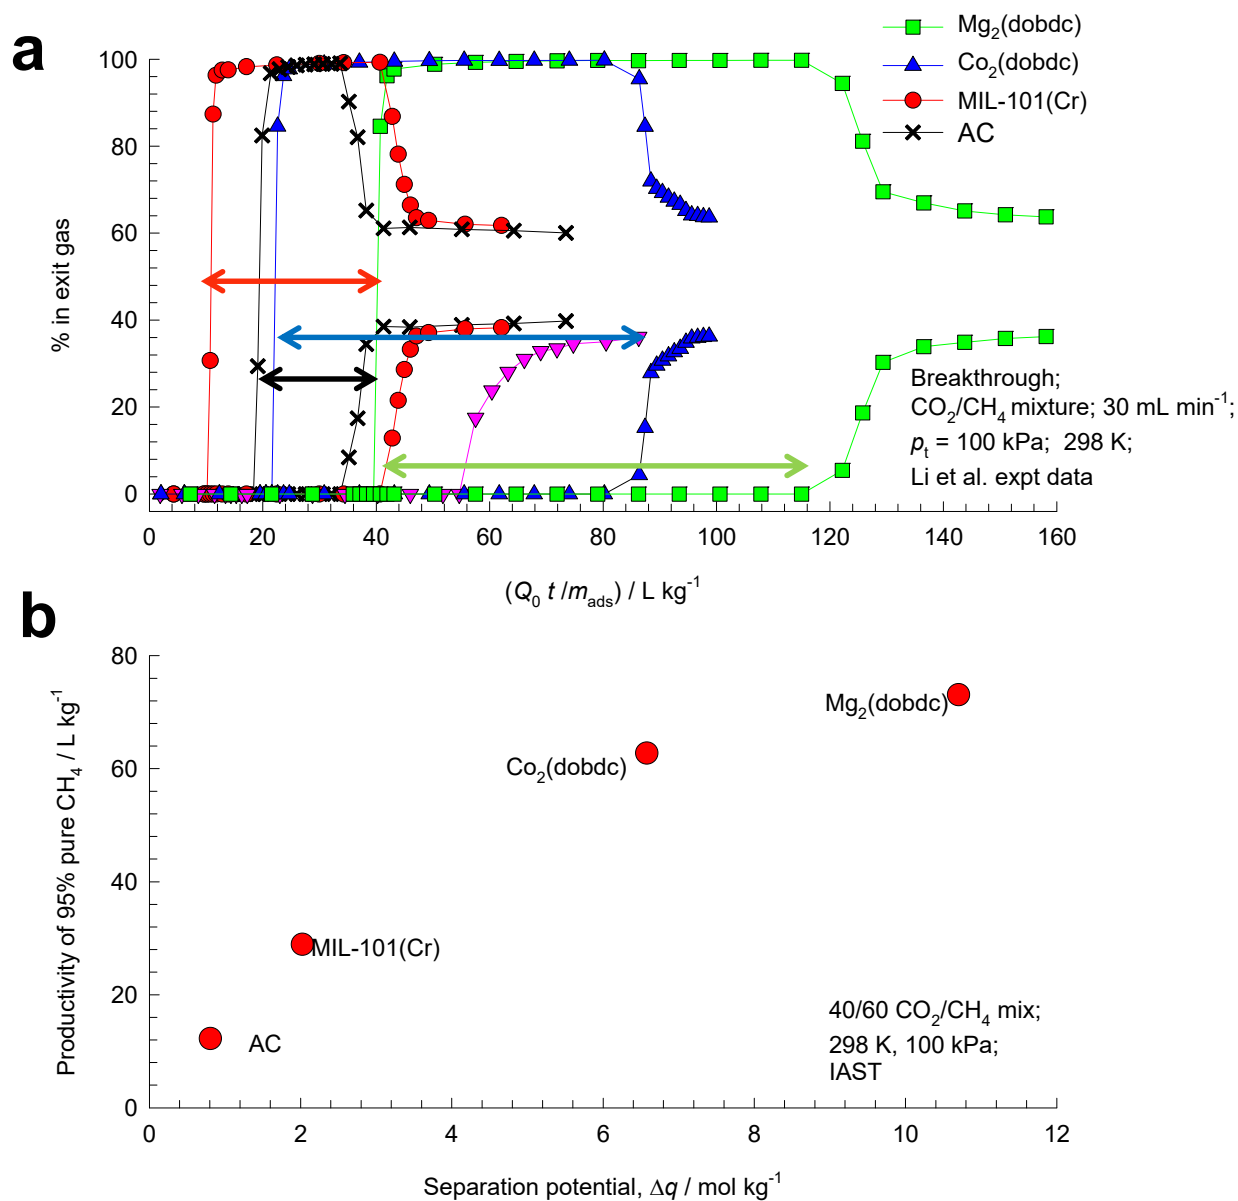 a
Mg2(dobdc)
Co2(dobdc)
MIL-101(Cr)
AC
% in exit gas
100
80
60
40
20
0
Breakthrough;
CO2/CH4 mixture; 30 mL min-1;
pt = 100 kPa; 298 K;
Li et al. expt data
0 20 40 60 80 100 120 140 160
(Q0 t /mads) / L kg-1
b
Productivity of 95% pure CH4 / L kg-1
80
60
40
20
0
Mg2(dobdc)
Co2(dobdc)
MIL-101(Cr)
AC
40/60 CO2/CH4 mix;
298 K, 100 kPa;
IAST
0 2 4 6 8 10 12
Separation potential, Δq / mol kg-1